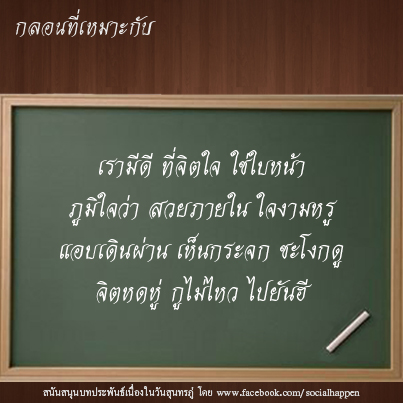 กลอนที่เหมาะกับ
เรามีดี ที่จิตใจ ใช่ใบหน้า
ภูมิใจว่า สวยภายใน ใจงามหรู
แอบเดินผ่าน เห็นกระจก ชะโงกดู
จิตหดหู่ กูไม่ไหว ไปยันฮี
สนับสนุนบทประพันธ์เนื่องในวันสุนทรภู่ โดย www.facebook.com/socialhappen